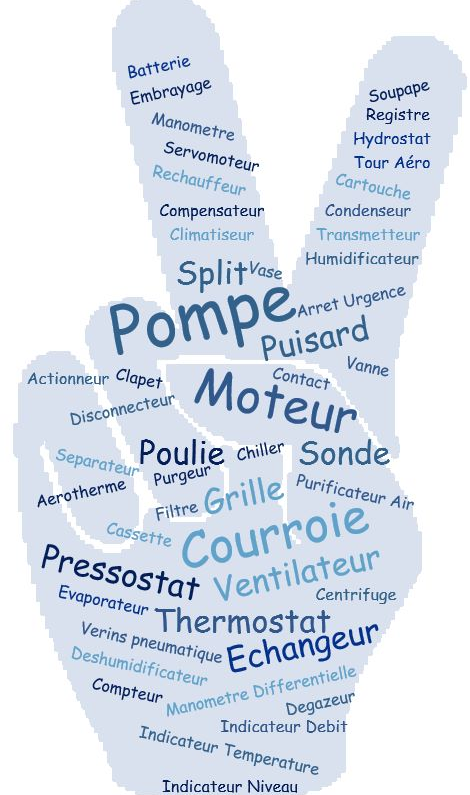 Batterie
Embrayage
Soupape
Registre
Manometre
Hydrostat
Servomoteur
Tour Aéro
Rechauffeur
Cartouche
Compensateur
Condenseur
Climatiseur
Transmetteur
Humidificateur
Split
Vase
Pompe
Arret Urgence
Puisard
Vanne
Actionneur
Clapet
Contact
Moteur
Disconnecteur
Poulie
Chiller
Sonde
Separateur
Purgeur
Aerotherme
Filtre
Grille
Purificateur Air
Cassette
Courroie
Pressostat
Ventilateur
Centrifuge
Evaporateur
Thermostat
Verins pneumatique
Echangeur
Deshumidificateur
Compteur
Manometre Differentielle
Degazeur
Indicateur Debit
Indicateur Temperature
Indicateur Niveau